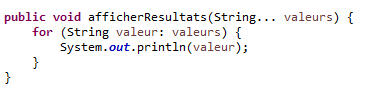 public void afficherResultats(String... valeurs) {
    for (String valeur: valeurs) {
        System.out.println(valeur);
    }
}